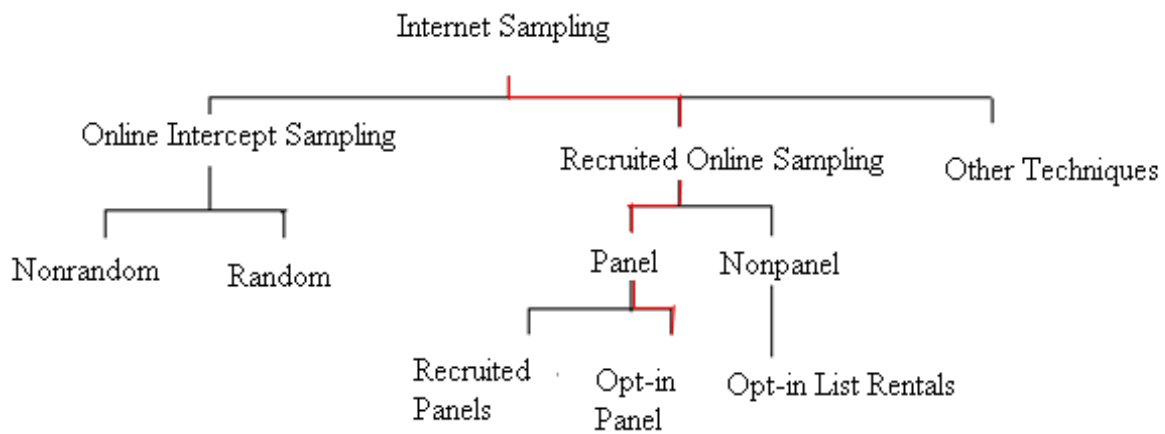 Internet Sampling
Online Intercept Sampling
Recruited Online Sampling
Other Techniques
Nonrandom
Random
Panel
Nonpanel
Recruited
Panels
Opt-in
Panel
Opt-in List Rentals